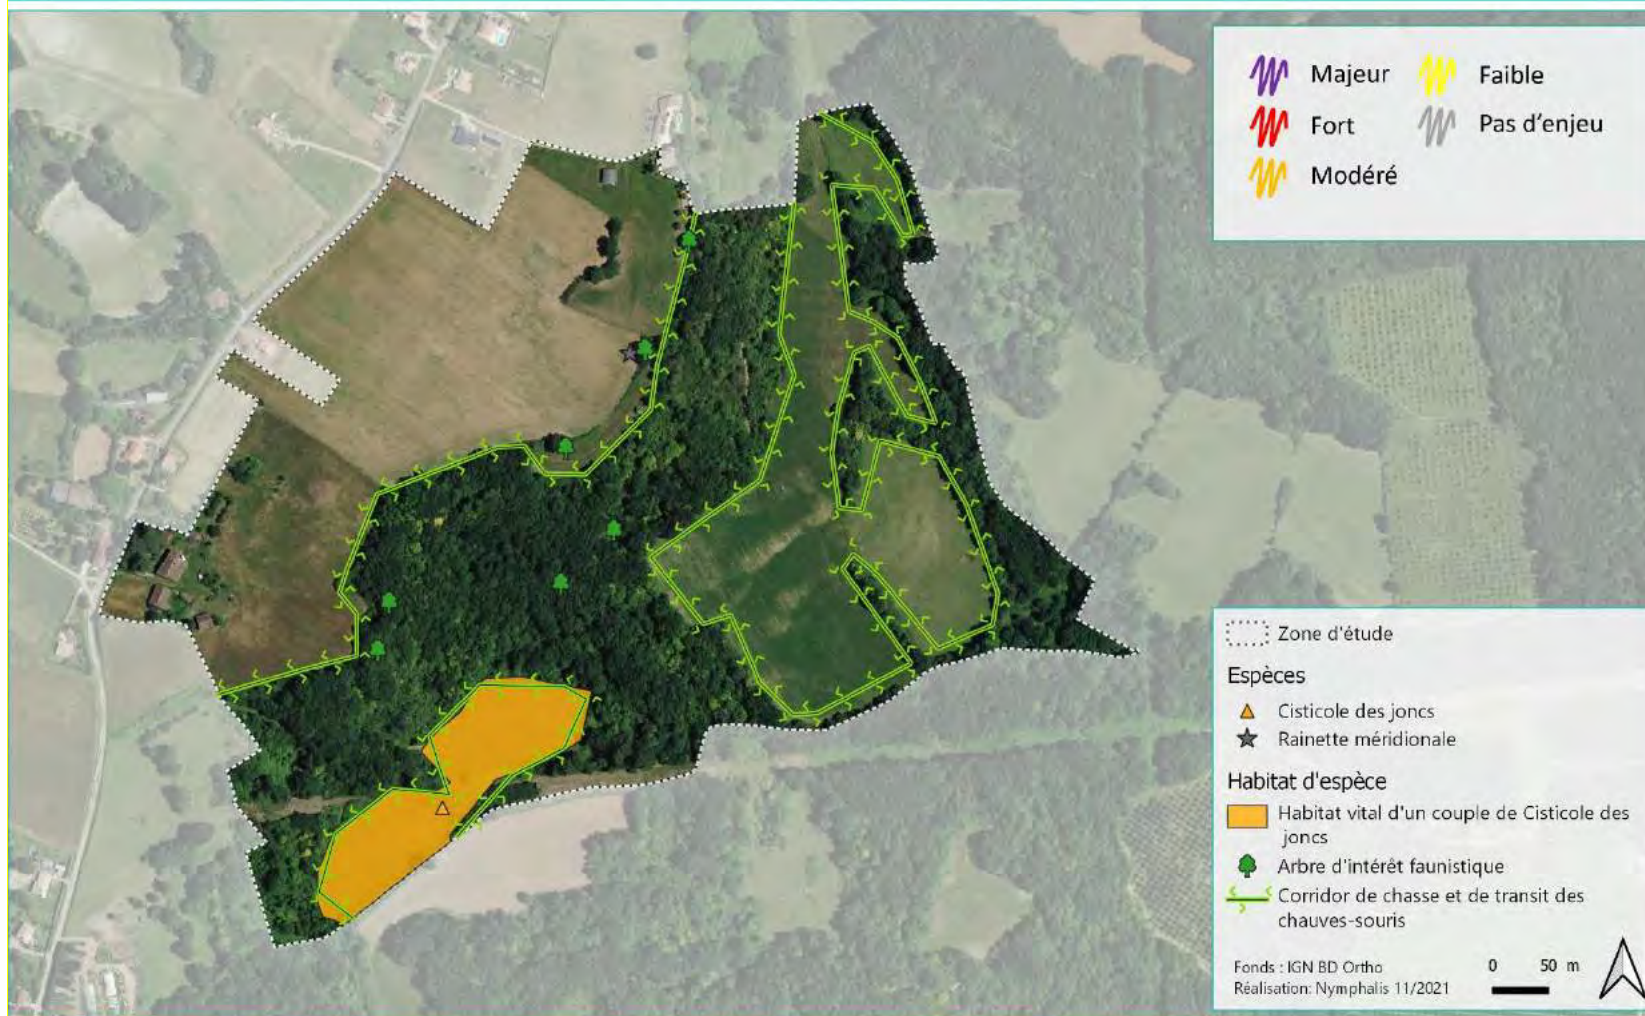 Majeur
Faible
Fort
Pas d'enjeu
Modéré
Zone d'étude
Espèces
Cisticole des joncs
Rainette méridionale
Habitat d'espèce
Habitat vital d'un couple de Cisticole des
joncs
Arbre d'intérêt faunistique
Corridor de chasse et de transit des
chauves-souris
Fonds : IGN BD Ortho
0 50 m
Réalisation: Nymphalis 11/2021